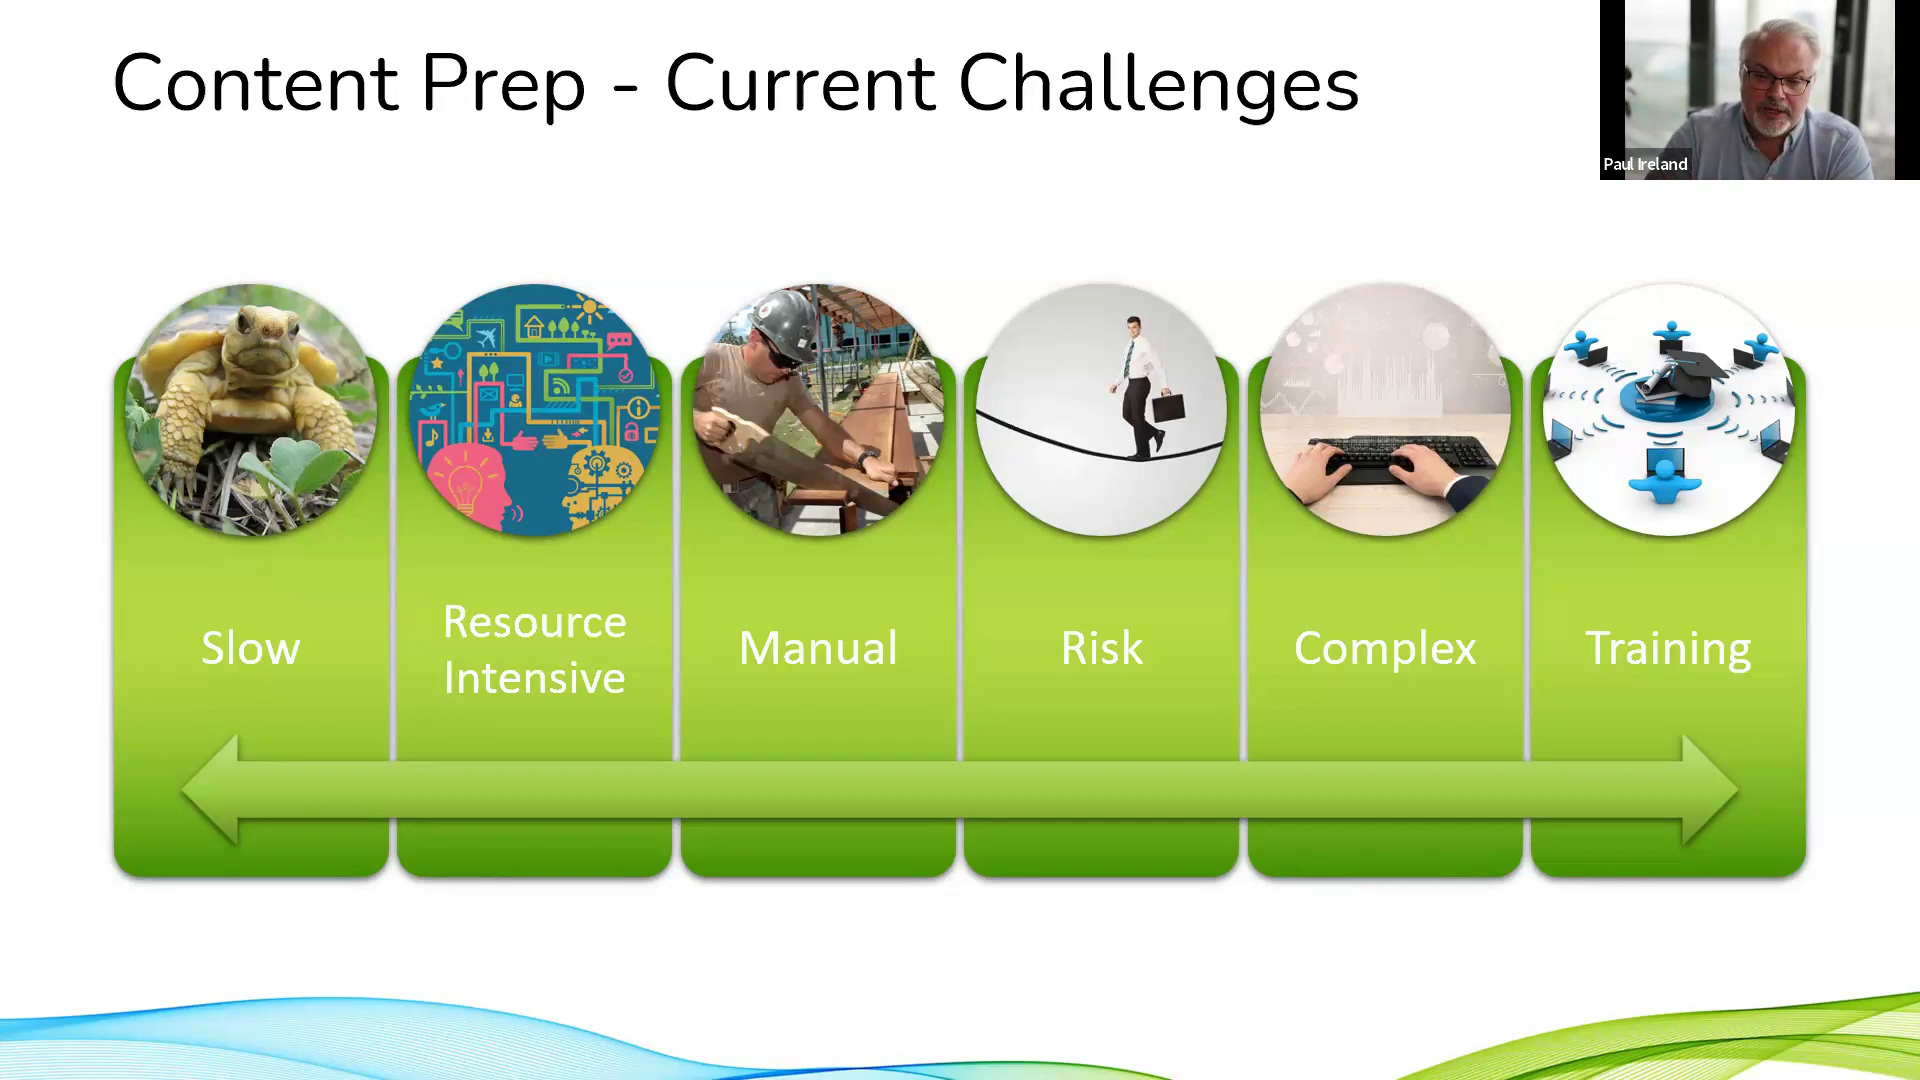 Content Prep - Current Challenges
Paul Ireland
Slow
Resource
Intensive
Manual
Risk
Complex
Training